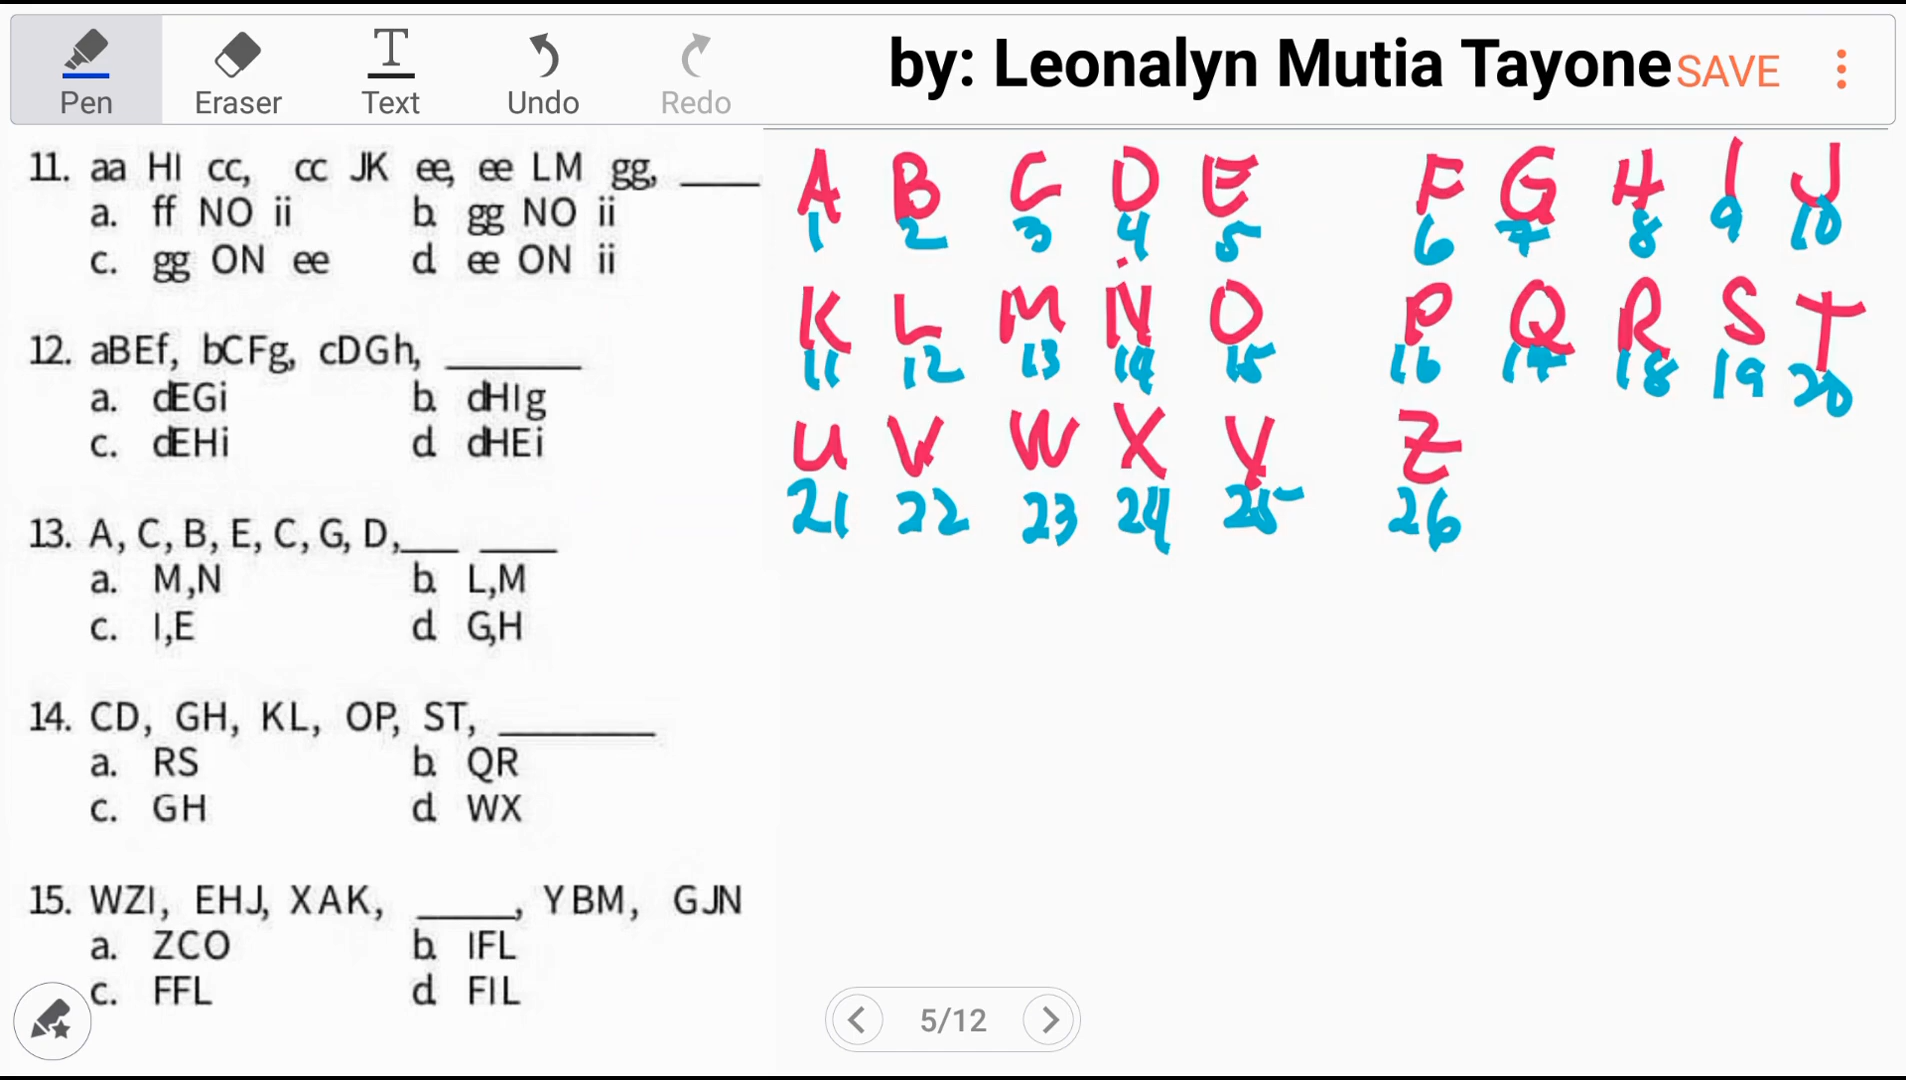 Pen Eraser Text Undo Redo by: Leonalyn Mutia Tayone SAVE
11. aa HI cc, cc JK ee, ee LM gg, ____
a. ff NO ii b. gg NO ii
c. gg ON ee d. ee ON ii
12. aBEf, bCFg, cDGh, ______
a. dEGi b. dHIg
c. dEHi d. dHEi
13. A, C, B, E, C, G, D,___ ____
a. M,N b. L,M
c. I,E d. G,H
14. CD, GH, KL, OP, ST, ________
a. RS b. QR
c. GH d. WX
15. WZI, EHJ, XAK, _____, YBM, GJN
a. ZCO b. IFL
c. FFL d. FIL
A B C D E F G H I J
1 2 3 4 5 6 7 8 9 10
K L M N O P Q R S T
11 12 13 14 15 16 17 18 19 20
U V W X Y Z
21 22 23 24 25 26
5/12